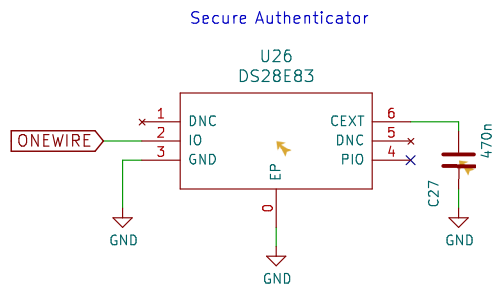 Secure Authenticator
U26
DS28E83
1 DNC CEXT 6
ONEWIRE 2 IO DNC 5
3 GND PIO 4
EP
0
470n
C27
GND
GND
GND